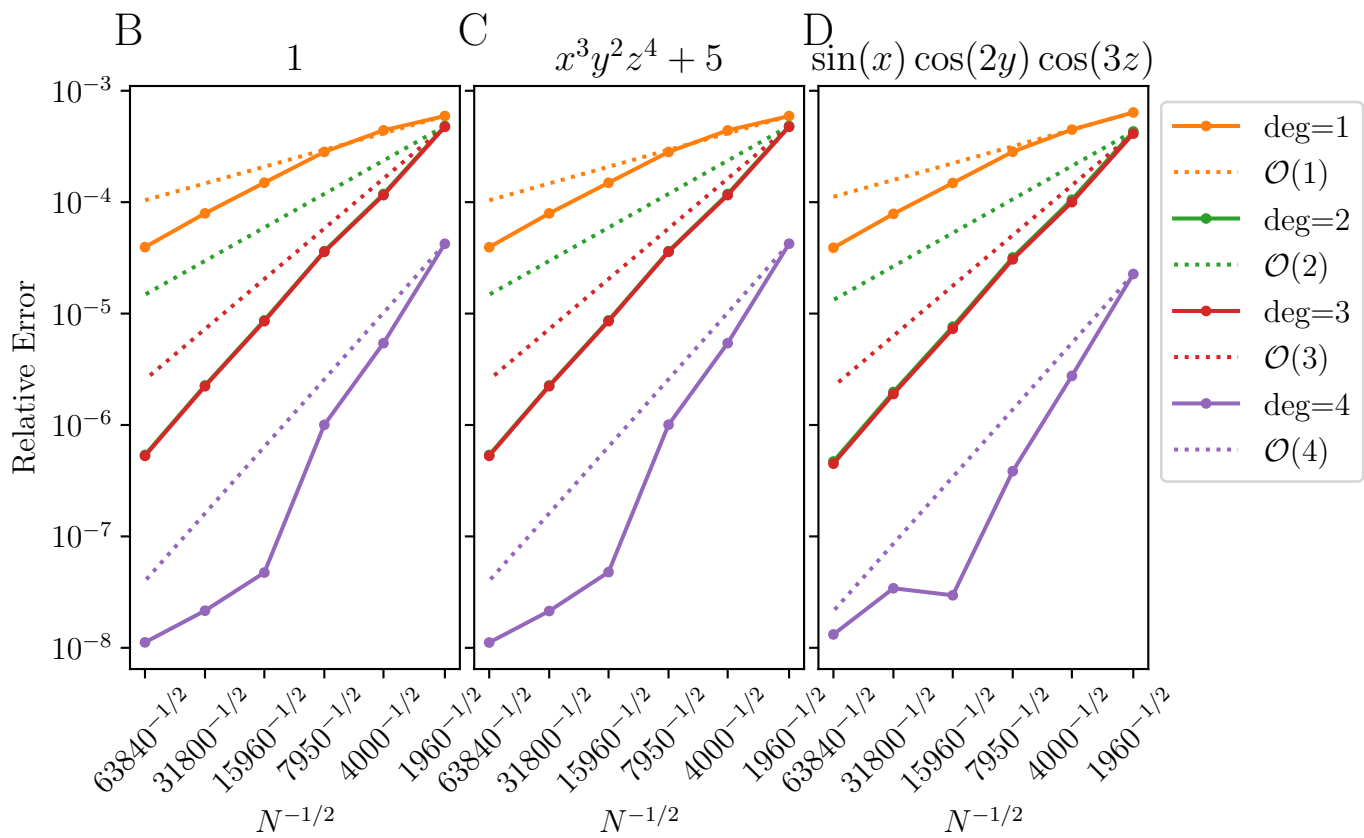 B
1
C
x³y²z⁴ + 5
D
sin(x) cos(2y) cos(3z)
Relative Error
10⁻³
10⁻⁴
10⁻⁵
10⁻⁶
10⁻⁷
10⁻⁸
63840⁻¹/²
31800⁻¹/²
15960⁻¹/²
7950⁻¹/²
4000⁻¹/²
1960⁻¹/²
N⁻¹/²
63840⁻¹/²
31800⁻¹/²
15960⁻¹/²
7950⁻¹/²
4000⁻¹/²
1960⁻¹/²
N⁻¹/²
63840⁻¹/²
31800⁻¹/²
15960⁻¹/²
7950⁻¹/²
4000⁻¹/²
1960⁻¹/²
N⁻¹/²
deg=1
𝒪(1)
deg=2
𝒪(2)
deg=3
𝒪(3)
deg=4
𝒪(4)